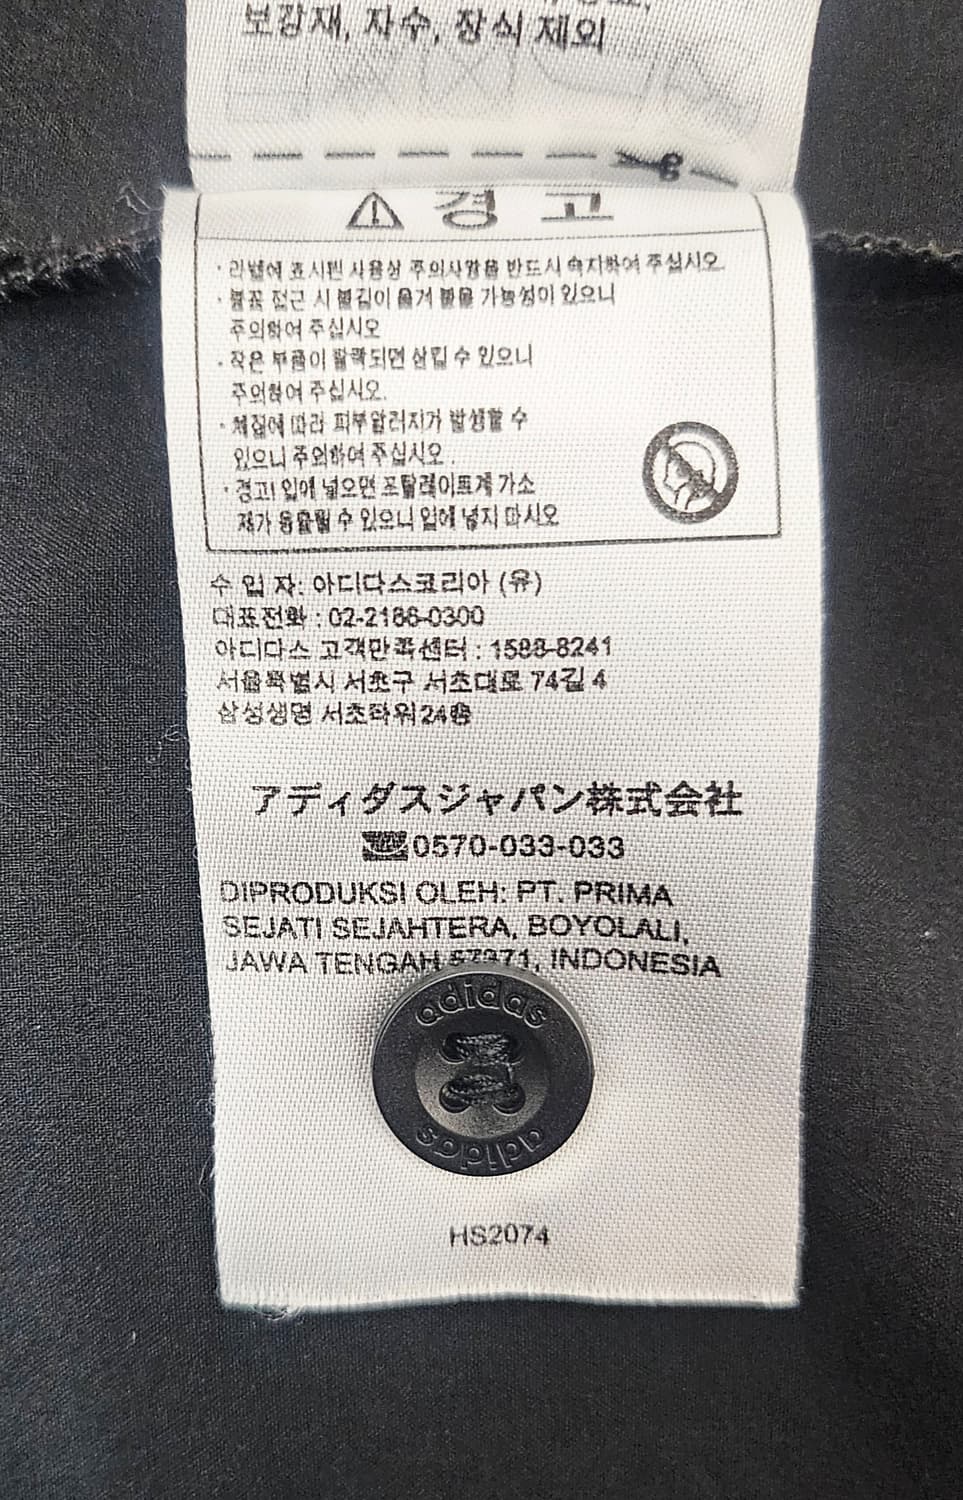 보강재, 자수, 장식 제외
경 고
· 라벨에 표시된 사용상 주의사항을 반드시 숙지하여 주십시오.
· 불꽃 접근 시 불길이 옮겨 붙을 가능성이 있으니
주의하여 주십시오
· 작은 부품이 탈락되면 삼킬 수 있으니
주의하여 주십시오.
· 체질에 따라 피부알러지가 발생할 수
있으니 주의하여 주십시오.
· 경고! 입에 넣으면 프탈레이트계 가소
제가 용출될 수 있으니 입에 넣지 마시오
수 입 자: 아디다스코리아 (유)
대표전화 : 02-2186-0300
아디다스 고객만족센터 : 1588-8241
서울특별시 서초구 서초대로 74길 4
삼성생명 서초타워24층
アディダスジャパン株式会社
0570-033-033
DIPRODUKSI OLEH: PT. PRIMA
SEJATI SEJAHTERA, BOYOLALI,
JAWA TENGAH 57371, INDONESIA
adidas
adidas
HS2074